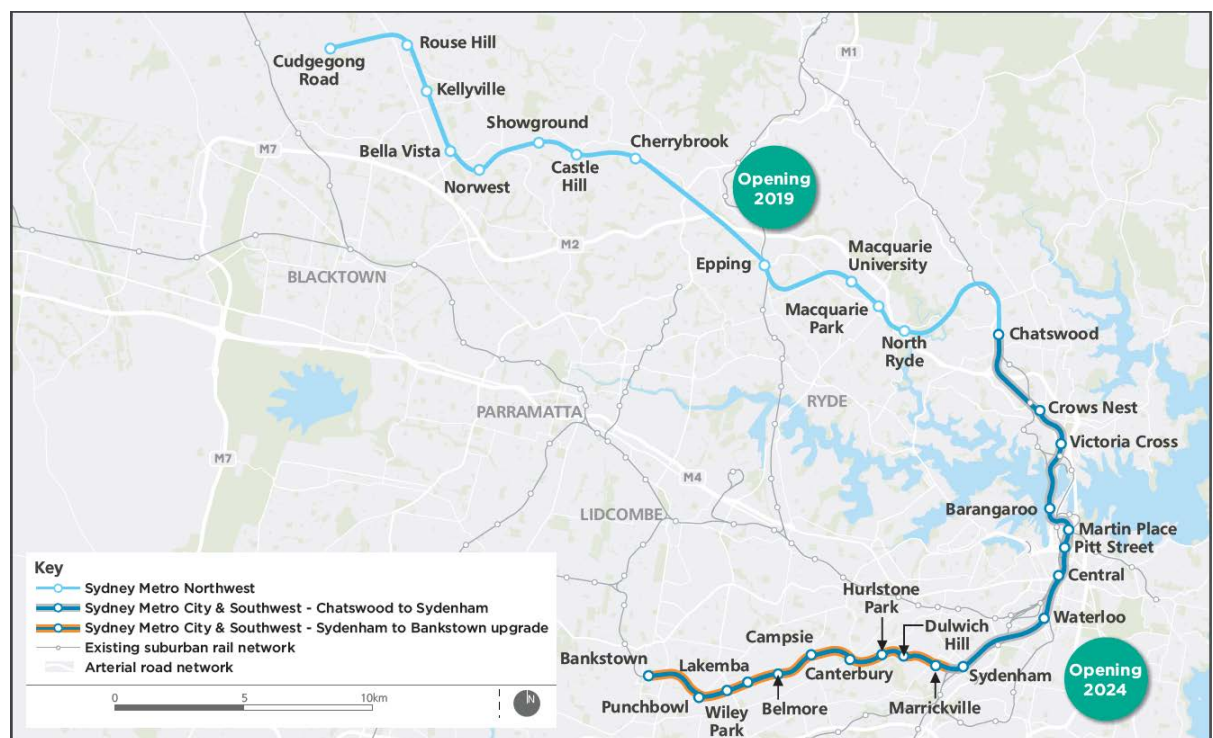 Cudgegong
Road
Rouse Hill
Kellyville
Showground
Bella Vista
Norwest
Castle
Hill
Cherrybrook
M1
Opening
2019
M7
M2
BLACKTOWN
Epping
Macquarie
University
Macquarie
Park
North
Ryde
Chatswood
PARRAMATTA
RYDE
Crows Nest
Victoria Cross
M7
M4
LIDCOMBE
Barangaroo
Martin Place
Pitt Street
Central
Waterloo
Hurlstone
Park
Dulwich
Hill
Campsie
Bankstown
Lakemba
Canterbury
Sydenham
Punchbowl
Wiley
Park
Belmore
Marrickville
Opening
2024
Key
Sydney Metro Northwest
Sydney Metro City & Southwest - Chatswood to Sydenham
Sydney Metro City & Southwest - Sydenham to Bankstown upgrade
Existing suburban rail network
Arterial road network
0 5 10km
N